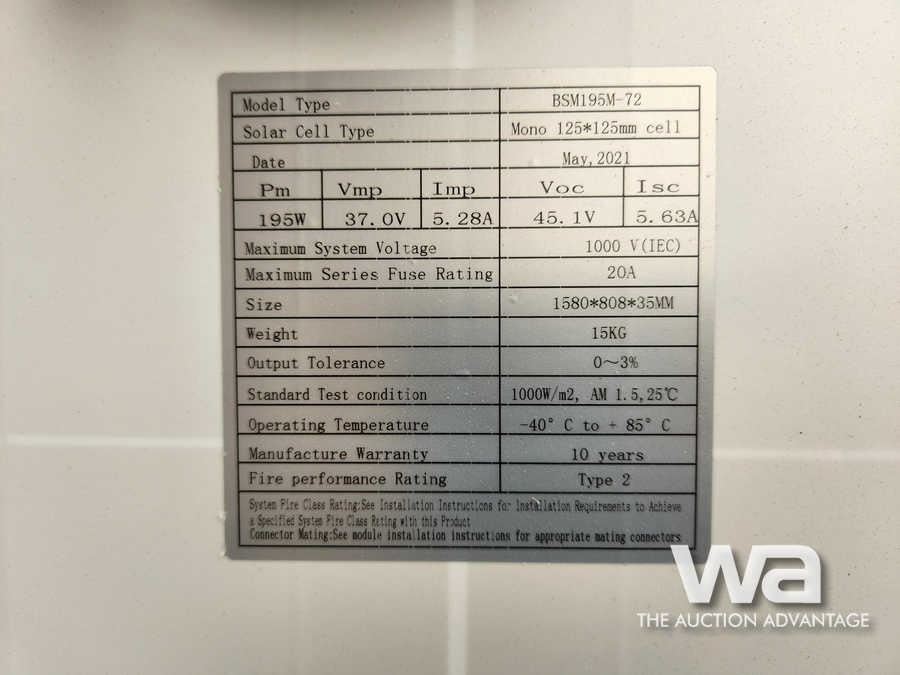 Model Type BSM195M-72
Solar Cell Type Mono 125*125mm cell
Date May,2021
Pm Vmp Imp Voc Isc
195W 37.0V 5.28A 45.1V 5.63A
Maximum System Voltage 1000 V(IEC)
Maximum Series Fuse Rating 20A
Size 1580*808*35MM
Weight 15KG
Output Tolerance 0～3%
Standard Test condition 1000W/m2, AM 1.5,25℃
Operating Temperature -40° C to + 85° C
Manufacture Warranty 10 years
Fire performance Rating Type 2
System Fire Class Rating:See Installation Instructions for Installation Requirements to Achieve
a Specified System Fire Class Rating with this Product
Connector Mating:See module installation instructions for appropriate mating connectors
wa
THE AUCTION ADVANTAGE